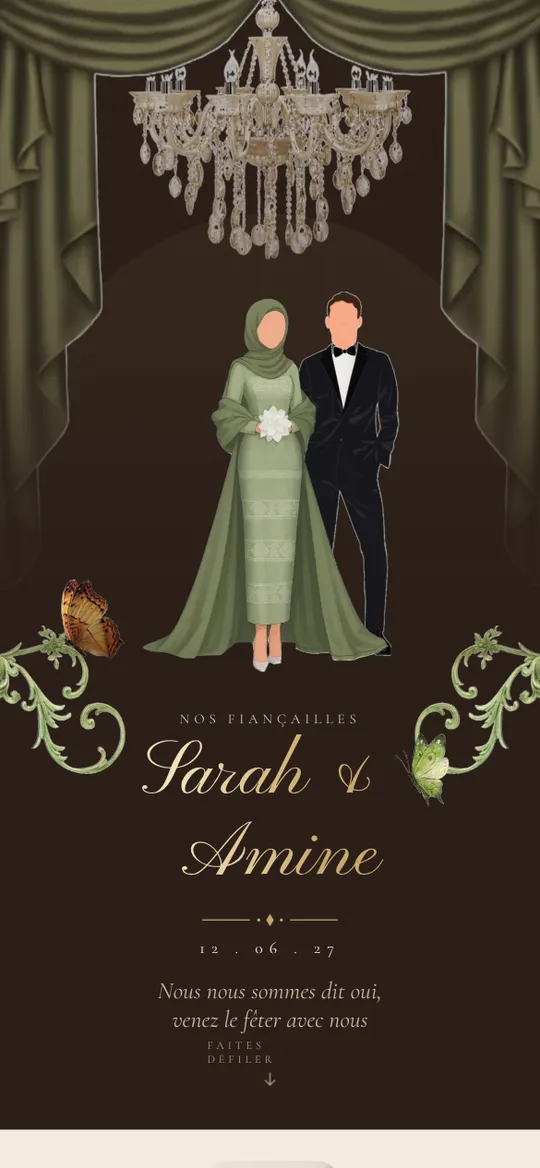 NOS FIANÇAILLES
Sarah &
Amine
12 . 06 . 27
Nous nous sommes dit oui,
venez le fêter avec nous
FAITES
DÉFILER